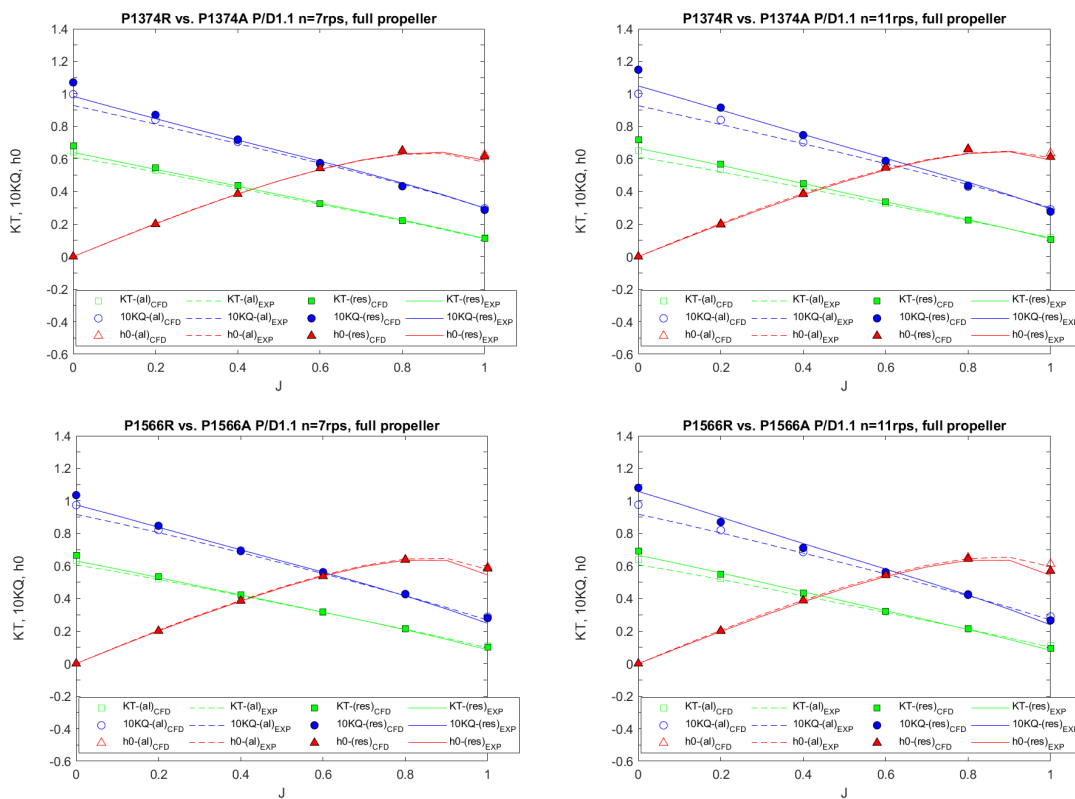 P1374R vs. P1374A P/D1.1 n=7rps, full propeller
1.4
1.2
1
0.8
0.6
0.4
0.2
0
-0.2
-0.4
-0.6
KT, 10KQ, h0
KT-(al)CFD KT-(al)EXP KT-(res)CFD KT-(res)EXP
10KQ-(al)CFD 10KQ-(al)EXP 10KQ-(res)CFD 10KQ-(res)EXP
h0-(al)CFD h0-(al)EXP h0-(res)CFD h0-(res)EXP
0 0.2 0.4 0.6 0.8 1
J
P1374R vs. P1374A P/D1.1 n=11rps, full propeller
1.4
1.2
1
0.8
0.6
0.4
0.2
0
-0.2
-0.4
-0.6
KT, 10KQ, h0
KT-(al)CFD KT-(al)EXP KT-(res)CFD KT-(res)EXP
10KQ-(al)CFD 10KQ-(al)EXP 10KQ-(res)CFD 10KQ-(res)EXP
h0-(al)CFD h0-(al)EXP h0-(res)CFD h0-(res)EXP
0 0.2 0.4 0.6 0.8 1
J
P1566R vs. P1566A P/D1.1 n=7rps, full propeller
1.4
1.2
1
0.8
0.6
0.4
0.2
0
-0.2
-0.4
-0.6
KT, 10KQ, h0
KT-(al)CFD KT-(al)EXP KT-(res)CFD KT-(res)EXP
10KQ-(al)CFD 10KQ-(al)EXP 10KQ-(res)CFD 10KQ-(res)EXP
h0-(al)CFD h0-(al)EXP h0-(res)CFD h0-(res)EXP
0 0.2 0.4 0.6 0.8 1
J
P1566R vs. P1566A P/D1.1 n=11rps, full propeller
1.4
1.2
1
0.8
0.6
0.4
0.2
0
-0.2
-0.4
-0.6
KT, 10KQ, h0
KT-(al)CFD KT-(al)EXP KT-(res)CFD KT-(res)EXP
10KQ-(al)CFD 10KQ-(al)EXP 10KQ-(res)CFD 10KQ-(res)EXP
h0-(al)CFD h0-(al)EXP h0-(res)CFD h0-(res)EXP
0 0.2 0.4 0.6 0.8 1
J